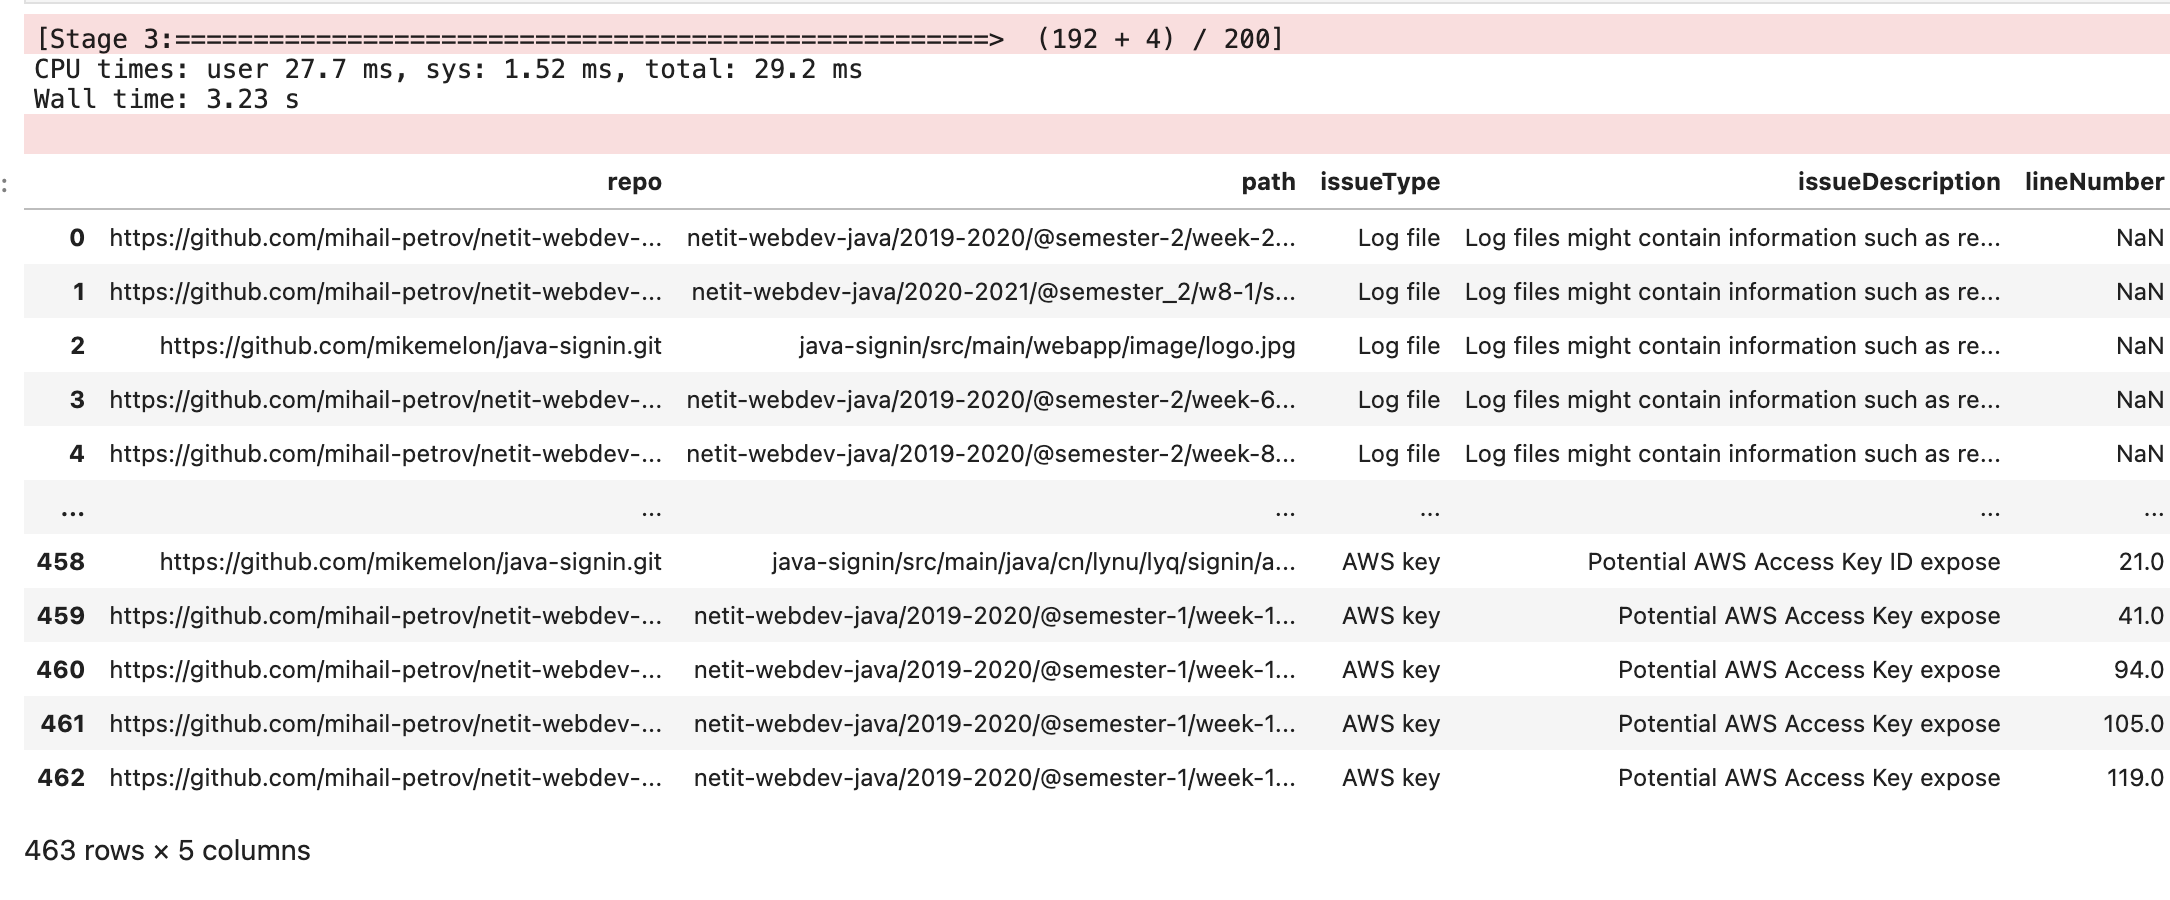 [Stage 3:====================================================>  (192 + 4) / 200]
CPU times: user 27.7 ms, sys: 1.52 ms, total: 29.2 ms
Wall time: 3.23 s
: repo path issueType issueDescription lineNumber
0 https://github.com/mihail-petrov/netit-webdev-... netit-webdev-java/2019-2020/@semester-2/week-2... Log file Log files might contain information such as re... NaN
1 https://github.com/mihail-petrov/netit-webdev-... netit-webdev-java/2020-2021/@semester_2/w8-1/s... Log file Log files might contain information such as re... NaN
2 https://github.com/mikemelon/java-signin.git java-signin/src/main/webapp/image/logo.jpg Log file Log files might contain information such as re... NaN
3 https://github.com/mihail-petrov/netit-webdev-... netit-webdev-java/2019-2020/@semester-2/week-6... Log file Log files might contain information such as re... NaN
4 https://github.com/mihail-petrov/netit-webdev-... netit-webdev-java/2019-2020/@semester-2/week-8... Log file Log files might contain information such as re... NaN
... ... ... ... ... ...
458 https://github.com/mikemelon/java-signin.git java-signin/src/main/java/cn/lynu/lyq/signin/a... AWS key Potential AWS Access Key ID expose 21.0
459 https://github.com/mihail-petrov/netit-webdev-... netit-webdev-java/2019-2020/@semester-1/week-1... AWS key Potential AWS Access Key expose 41.0
460 https://github.com/mihail-petrov/netit-webdev-... netit-webdev-java/2019-2020/@semester-1/week-1... AWS key Potential AWS Access Key expose 94.0
461 https://github.com/mihail-petrov/netit-webdev-... netit-webdev-java/2019-2020/@semester-1/week-1... AWS key Potential AWS Access Key expose 105.0
462 https://github.com/mihail-petrov/netit-webdev-... netit-webdev-java/2019-2020/@semester-1/week-1... AWS key Potential AWS Access Key expose 119.0
463 rows × 5 columns